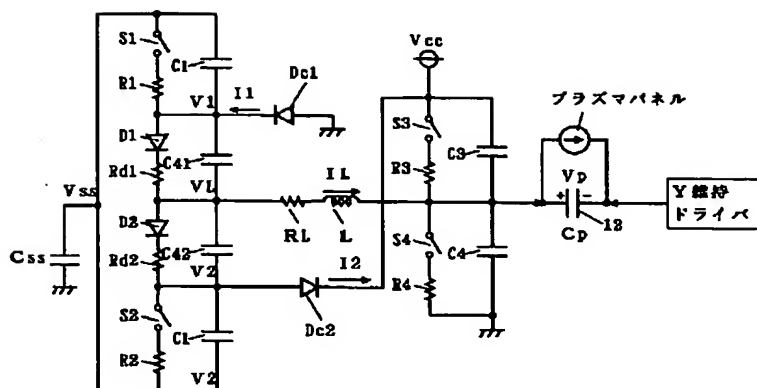 S1
C1
R1
V1
I1
Dc1
Vcc
プラズマパネル
D1
Rd1
C41
S3
R3
C3
Vss
VL
RL
IL
L
Vp
+
-
12
Cp
Y維持
ドライバ
D2
Rd2
C42
Css
V2
I2
Dc2
S4
R4
C4
S2
R2
C1
V2